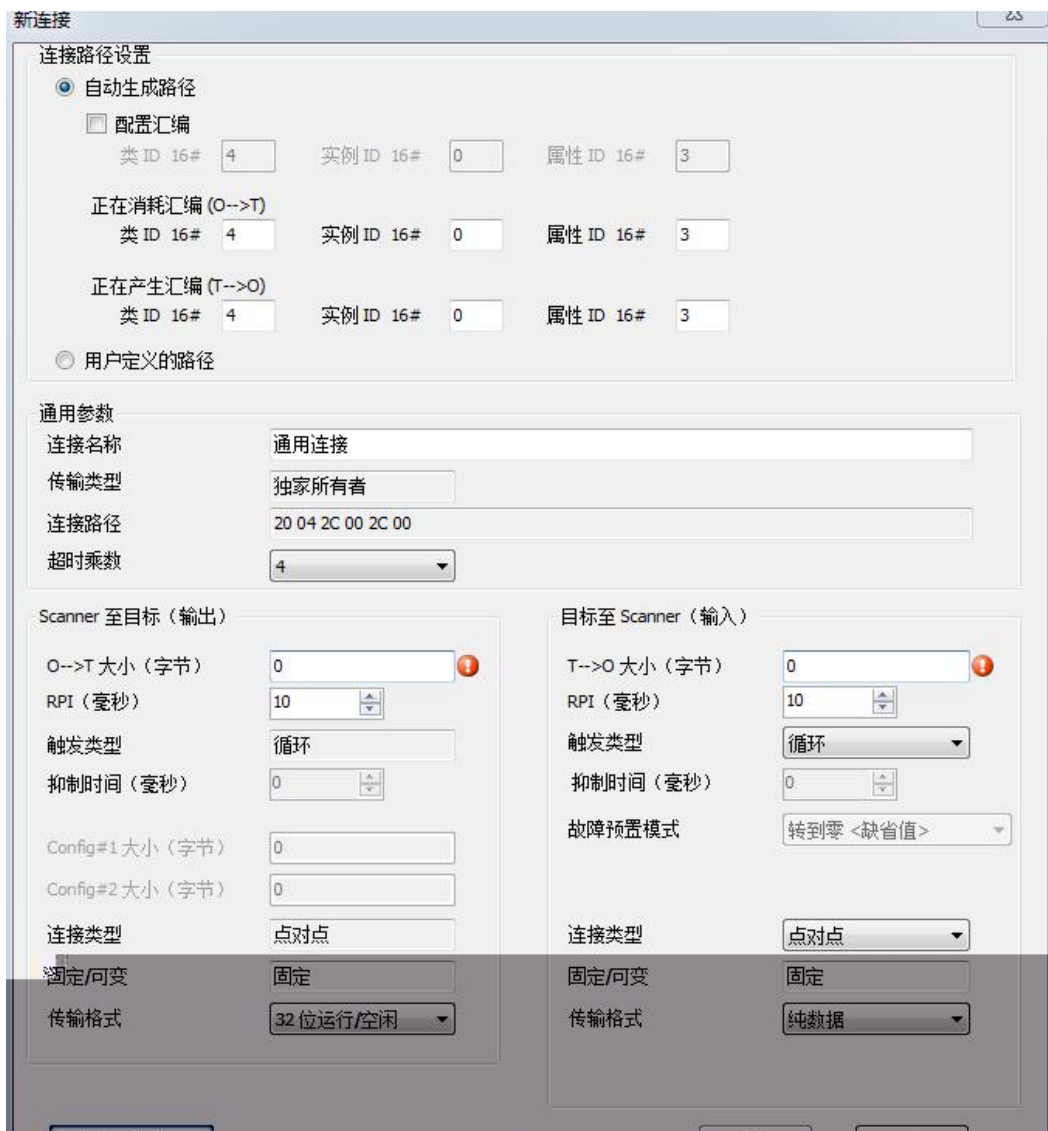 新连接
连接路径设置
自动生成路径
配置汇编
类 ID 16# 4 实例 ID 16# 0 属性 ID 16# 3
正在消耗汇编 (O-->T)
类 ID 16# 4 实例 ID 16# 0 属性 ID 16# 3
正在产生汇编 (T-->O)
类 ID 16# 4 实例 ID 16# 0 属性 ID 16# 3
用户定义的路径
通用参数
连接名称 通用连接
传输类型 独家所有者
连接路径 20 04 2C 00 2C 00
超时乘数 4
Scanner 至目标（输出）
O-->T 大小（字节） 0
RPI（毫秒） 10
触发类型 循环
抑制时间（毫秒） 0
Config#1 大小（字节） 0
Config#2 大小（字节） 0
连接类型 点对点
固定/可变 固定
传输格式 32 位运行/空闲
目标至 Scanner（输入）
T-->O 大小（字节） 0
RPI（毫秒） 10
触发类型 循环
抑制时间（毫秒） 0
故障预置模式 转到零 <缺省值>
连接类型 点对点
固定/可变 固定
传输格式 纯数据